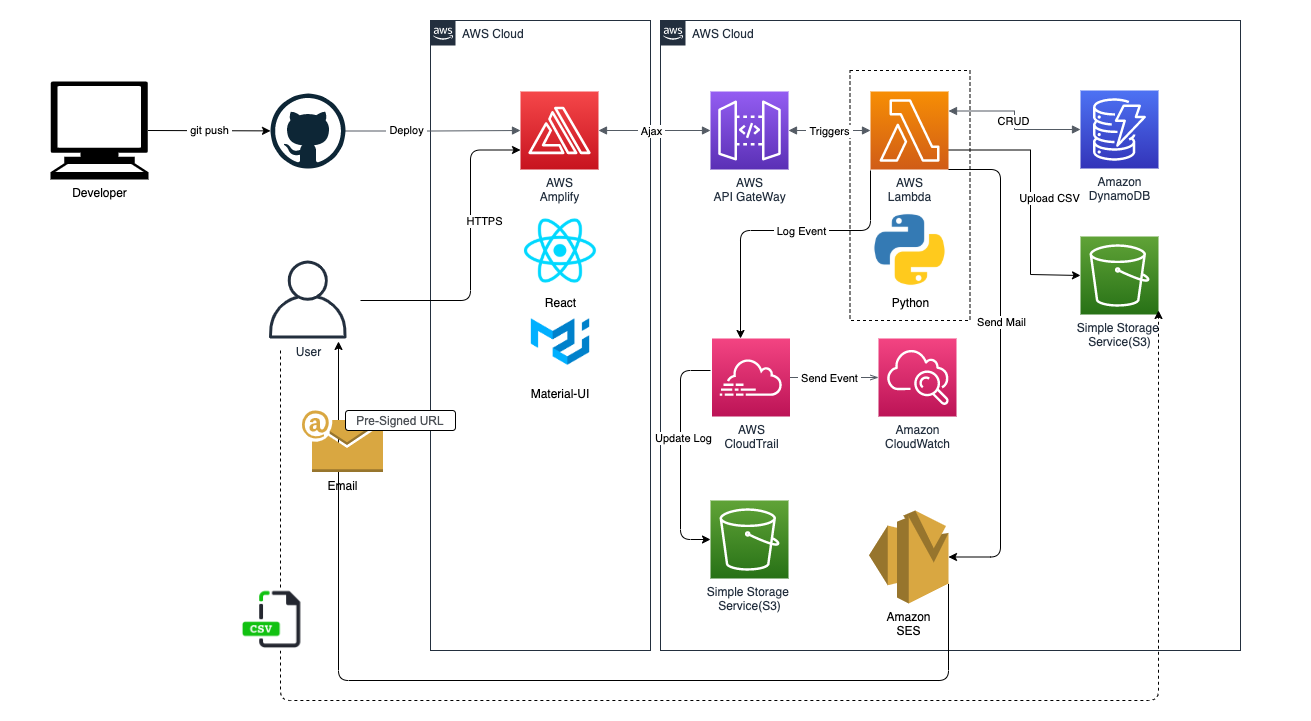 aws
AWS Cloud
aws
AWS Cloud
git push
Deploy
Ajax
Triggers
CRUD
Developer
AWS
Amplify
AWS
API GateWay
AWS
Lambda
Amazon
DynamoDB
Upload CSV
HTTPS
Log Event
React
Python
Send Mail
Simple Storage
Service(S3)
User
Material-UI
Send Event
Pre-Signed URL
@
AWS
CloudTrail
Amazon
CloudWatch
Update Log
Email
Simple Storage
Service(S3)
Amazon
SES
CSV